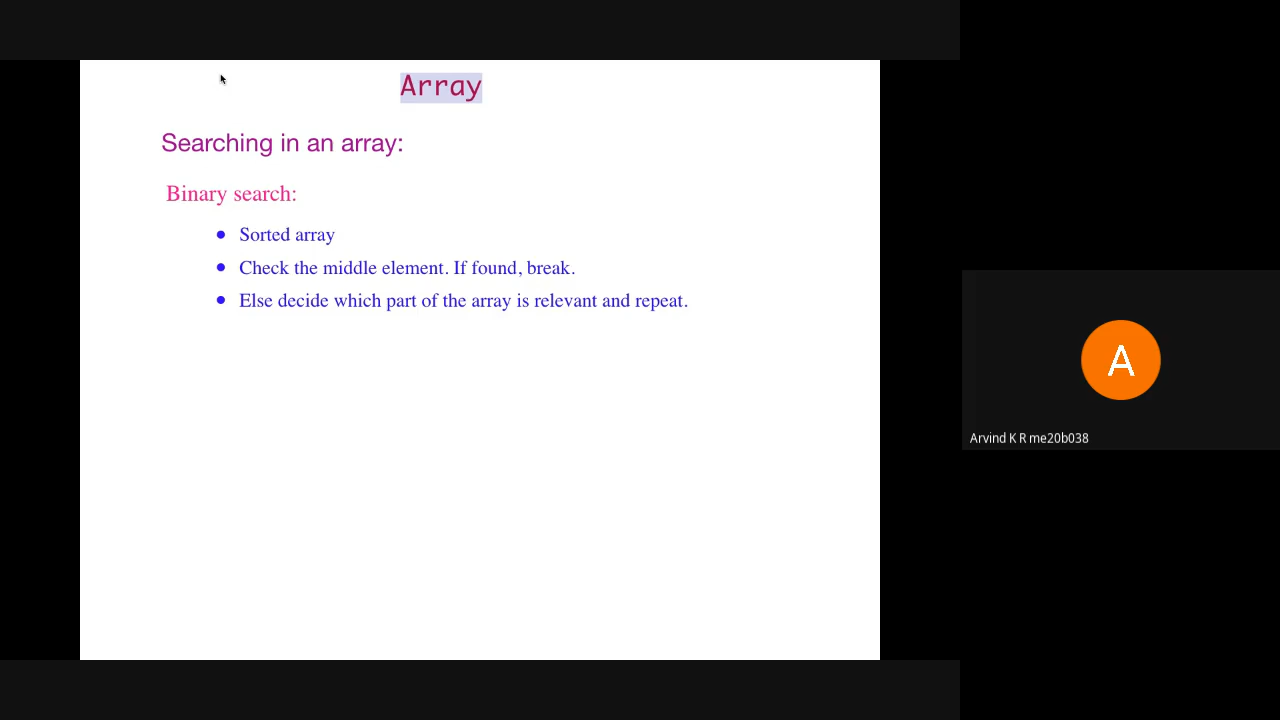 Array
Searching in an array:
Binary search:
• Sorted array
• Check the middle element. If found, break.
• Else decide which part of the array is relevant and repeat.
A
Arvind K R me20b038